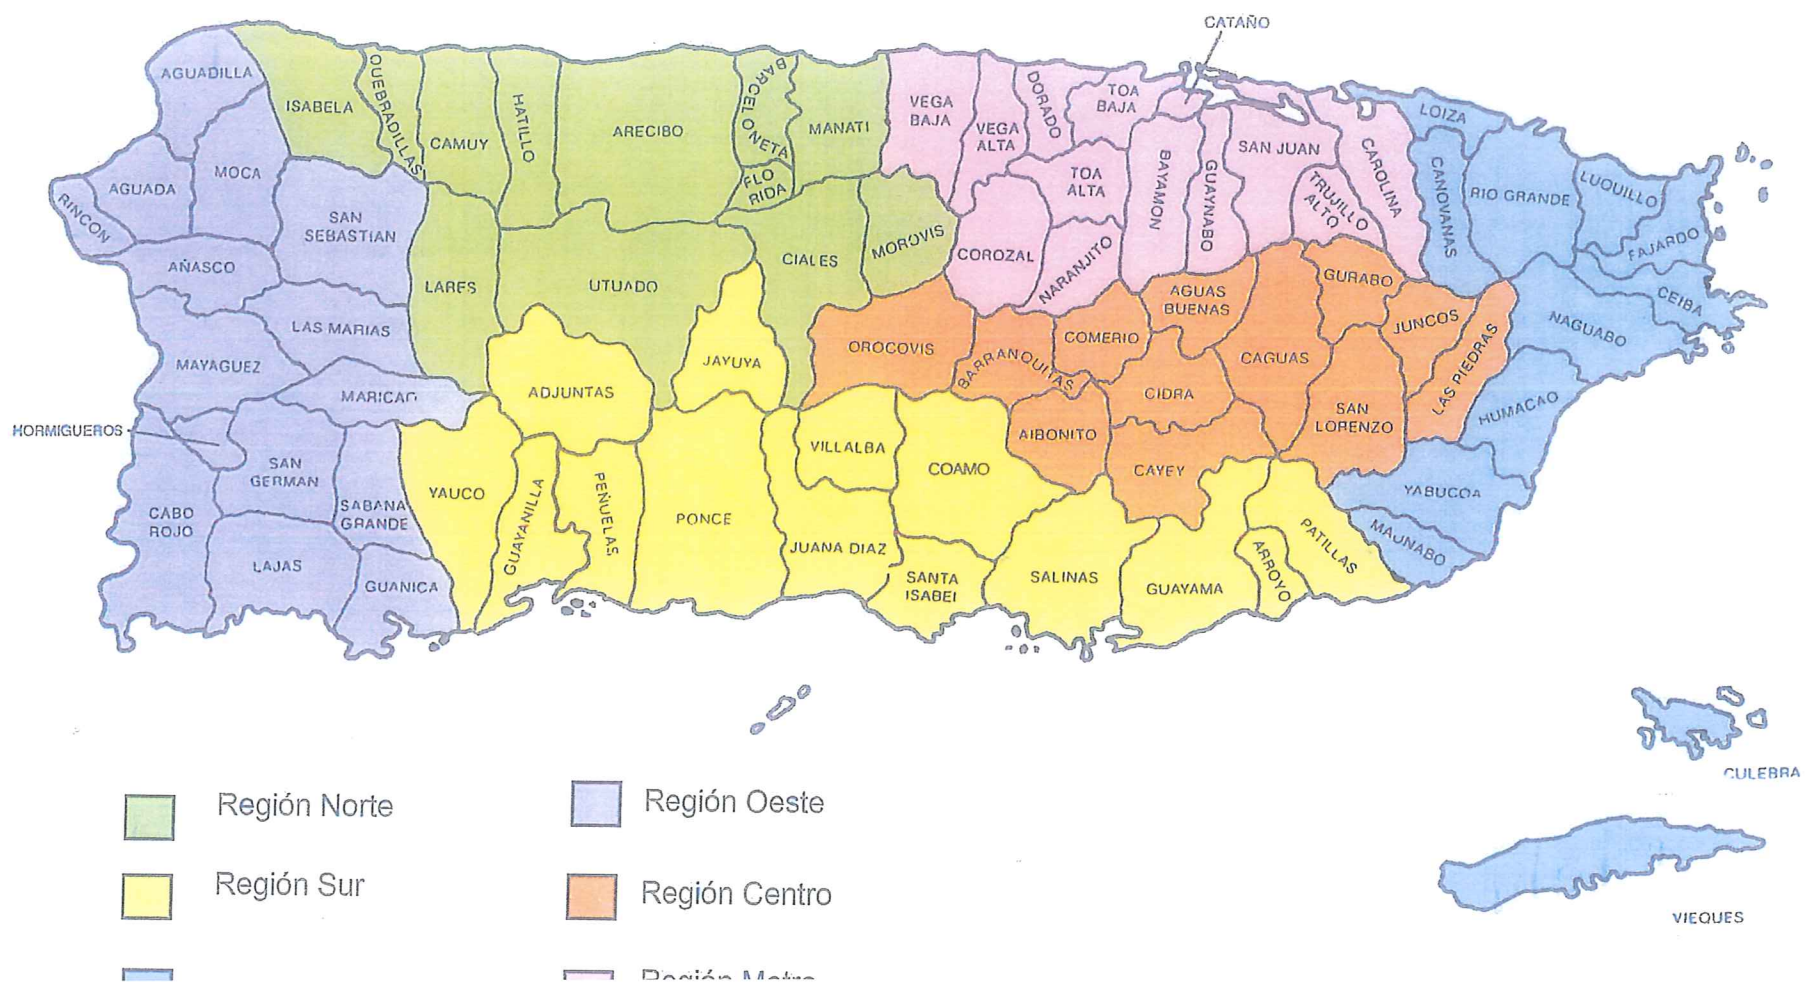 CATAÑO
AGUADILLA
ISABELA
QUEBRADILLAS
CAMUY
HATILLO
ARECIBO
BARCELONETA
FLO
RIDA
MANATI
VEGA
BAJA
VEGA
ALTA
DORADO
TOA
BAJA
TOA
ALTA
BAYAMON
GUAYNABO
SAN JUAN
TRUJILLO
ALTO
CAROLINA
LOIZA
CANOVANAS
RIO GRANDE
LUQUILLO
FAJARDO
CEIBA
NAGUABO
HUMACAO
LAS PIEDRAS
JUNCOS
GURABO
CAGUAS
SAN
LORENZO
AGUAS
BUENAS
CIDRA
COMERIO
CAYEY
AIBONITO
BARRANQUITAS
OROCOVIS
COROZAL
NARANJITO
MOROVIS
CIALES
UTUADO
LARES
JAYUYA
ADJUNTAS
MOCA
AGUADA
RINCON
AÑASCO
SAN
SEBASTIAN
LAS MARIAS
MAYAGUEZ
MARICAO
HORMIGUEROS
SAN
GERMAN
SABANA
GRANDE
CABO
ROJO
LAJAS
GUANICA
YAUCO
GUAYANILLA
PEÑUELAS
PONCE
VILLALBA
JUANA DIAZ
COAMO
SANTA
ISABEI
SALINAS
GUAYAMA
ARROYO
PATILLAS
YABUCOA
MAUNABO
CULEBRA
VIEQUES
Región Norte
Región Oeste
Región Sur
Región Centro
Región Metro